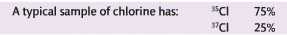 A typical sample of chlorine has: ³⁵Cl 75%
³⁷Cl 25%